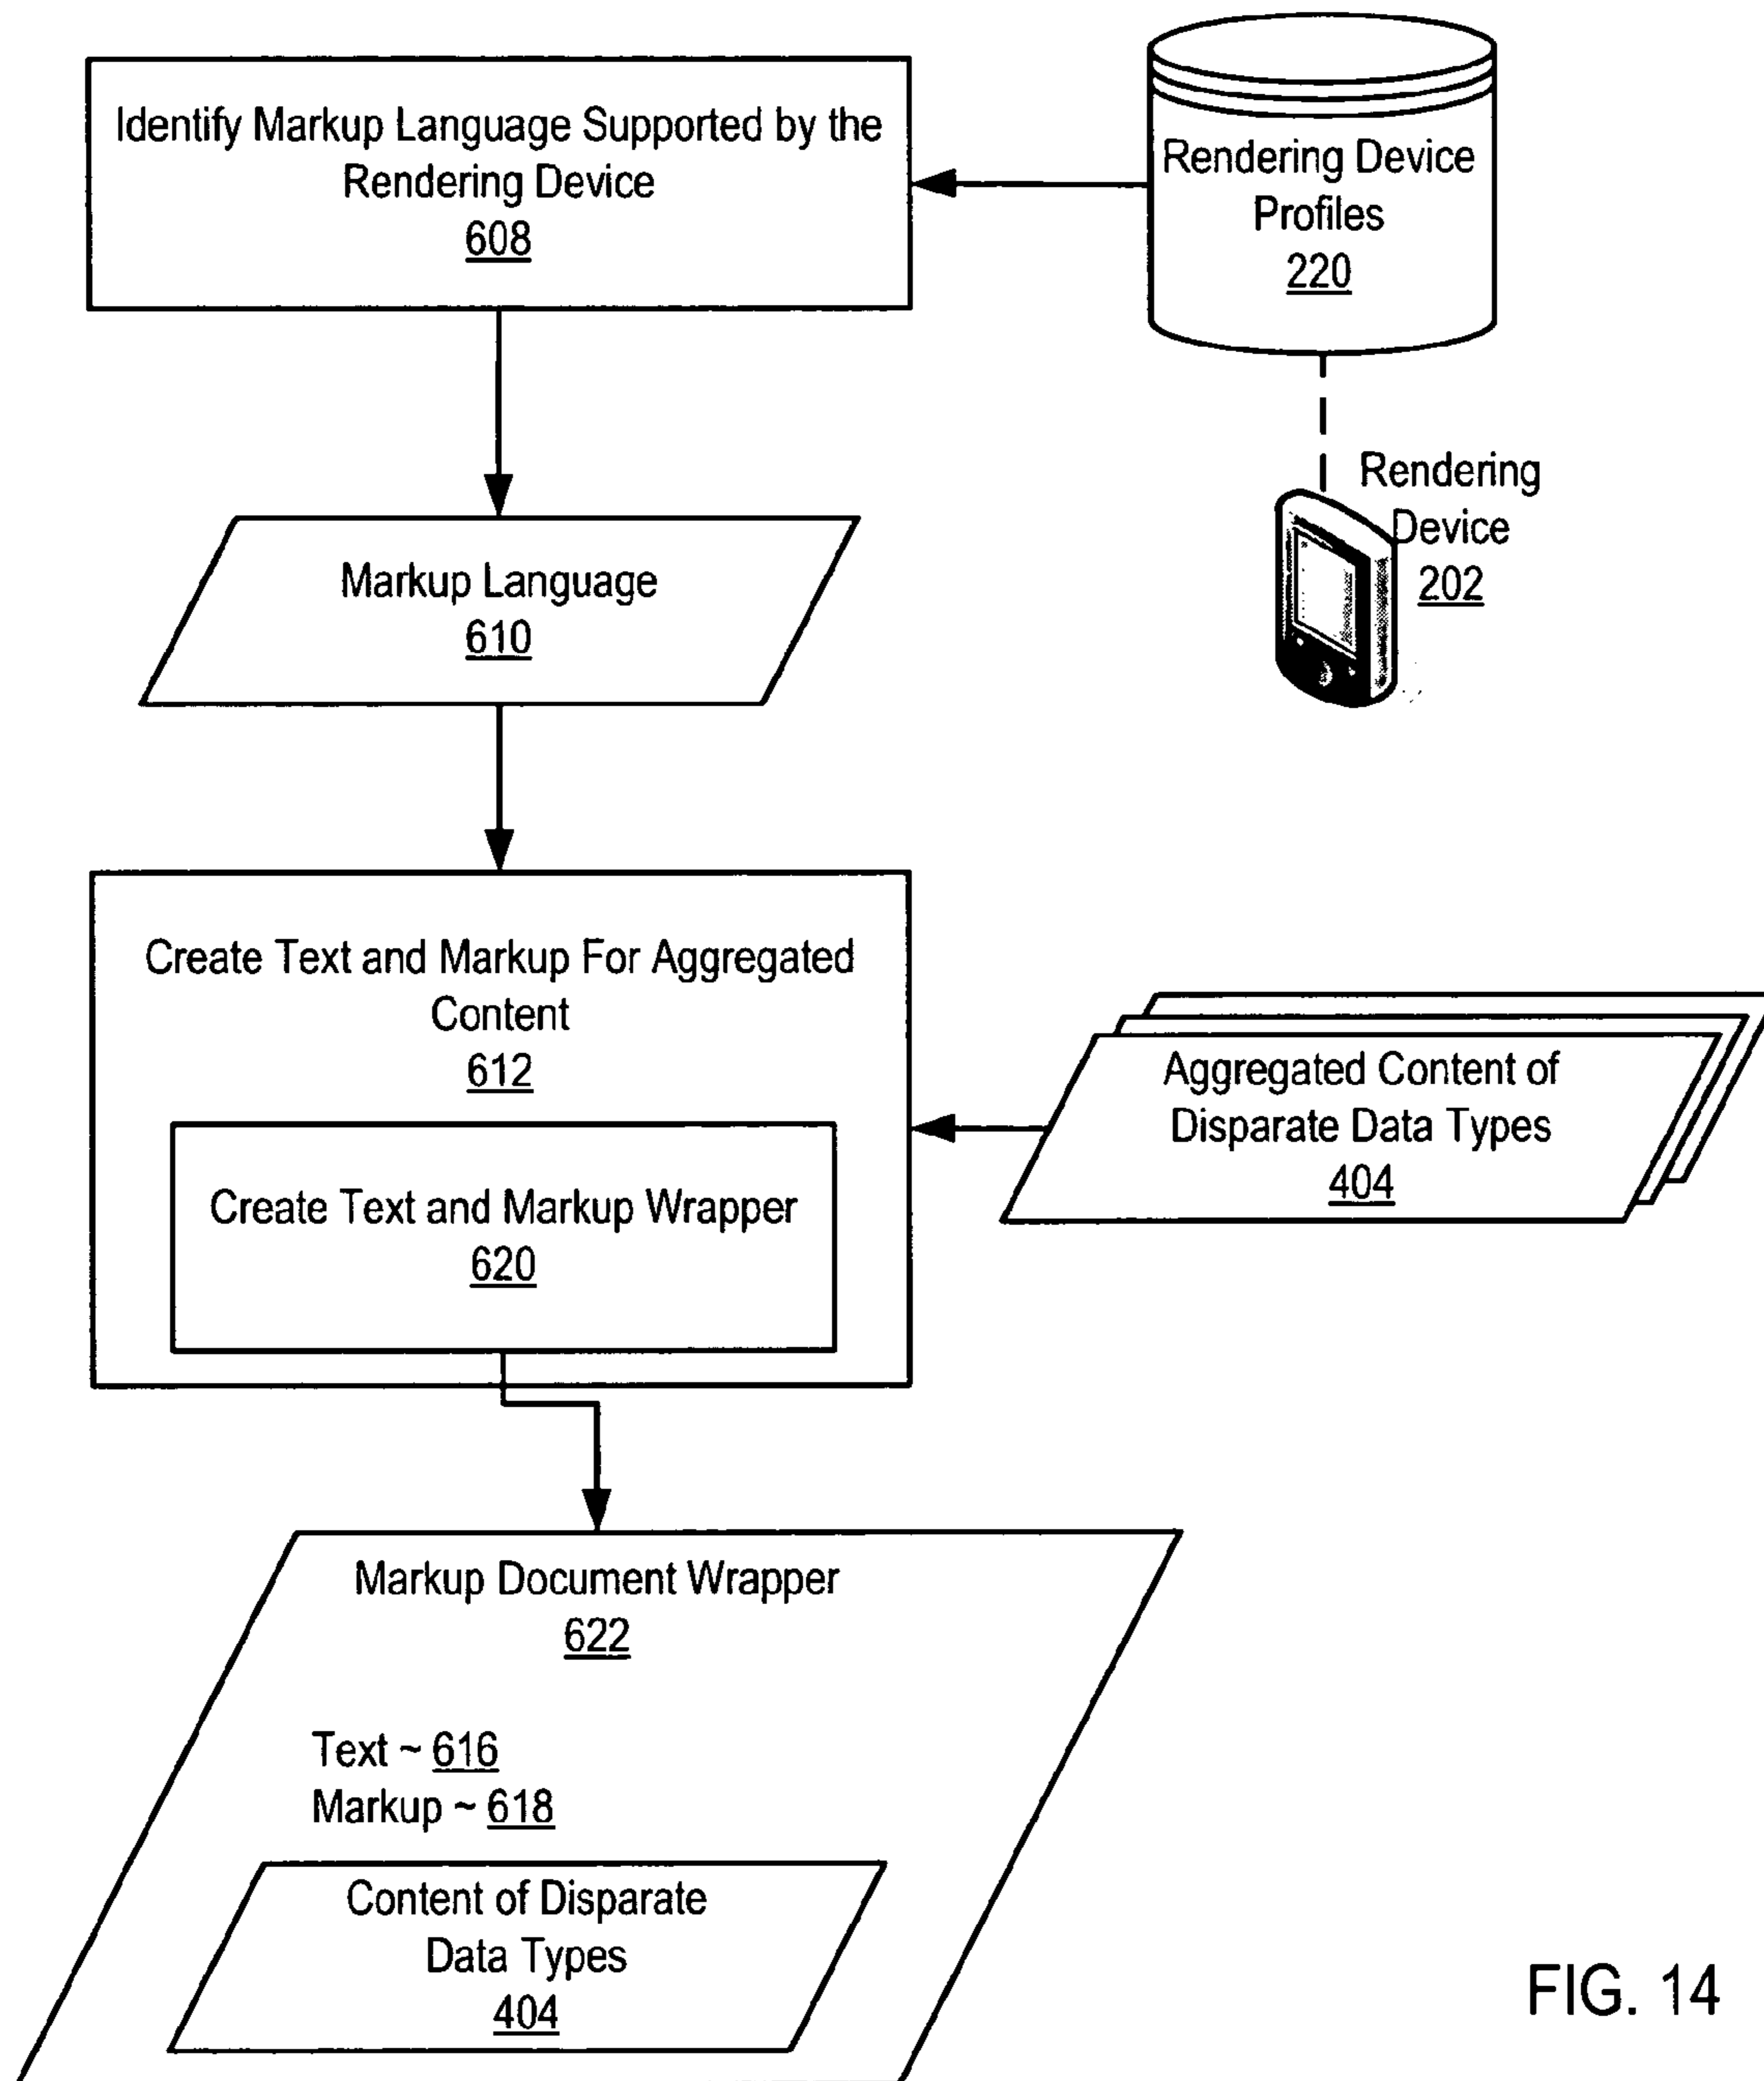 Identify Markup Language Supported by the
Rendering Device
608
Rendering Device
Profiles
220
Rendering
Device
202
Markup Language
610
Create Text and Markup For Aggregated
Content
612
Aggregated Content of
Disparate Data Types
404
Create Text and Markup Wrapper
620
Markup Document Wrapper
622
Text ~ 616
Markup ~ 618
Content of Disparate
Data Types
404
FIG. 14